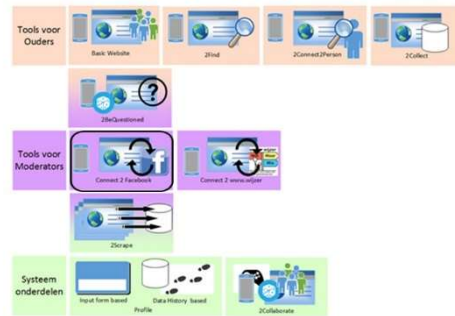 Tools voor
Ouders
Basic Website
2Find
2Connect2Person
2Collect
2BeQuestioned
Tools voor
Moderators
Connect 2 Facebook
Connect 2 www.wijzer
2Scrape
Systeem
onderdelen
Input form based
Data History based
Profile
2Collaborate